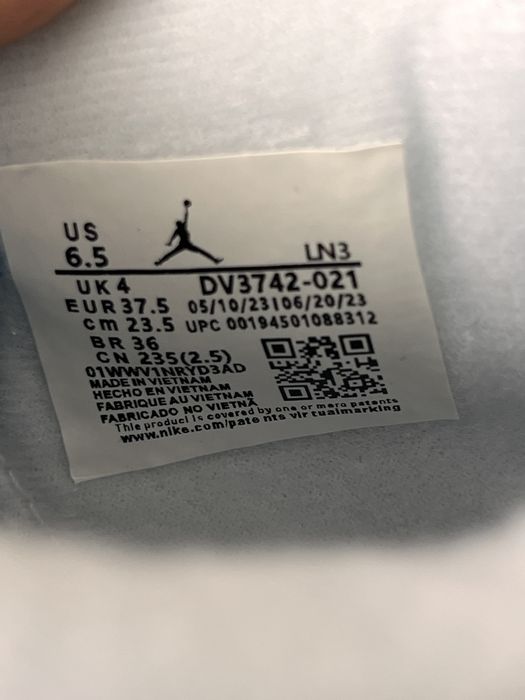 US
6.5
LN3
UK 4
DV3742-021
EUR 37.5
05/10/23|06/20/23
cm 23.5
UPC 00194501088312
BR 36
CN 235(2.5)
01WWV1NRYD3AD
MADE IN VIETNAM
HECHO EN VIETNAM
FABRIQUE AU VIETNAM
FABRICADO NO VIETNÃ
This product is covered by one or more patents
www.nike.com/patents virtualmarking